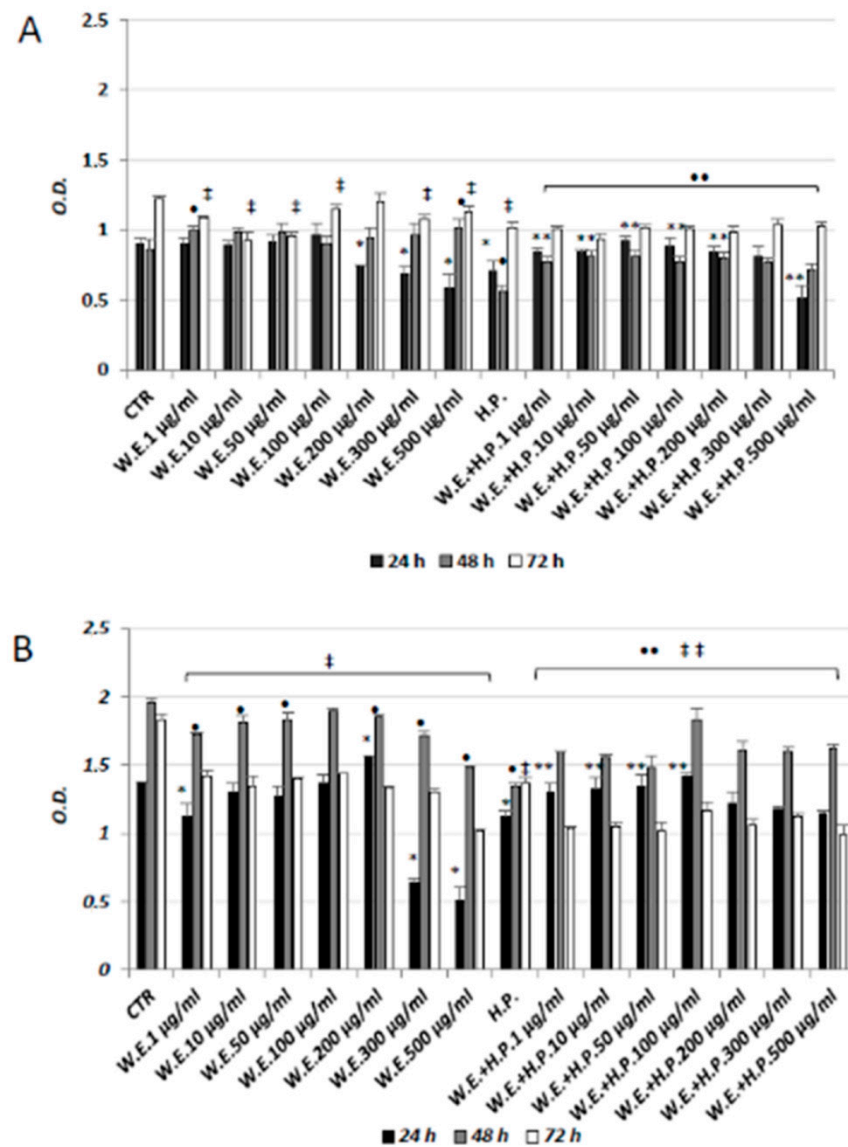 A
2.5
2
1.5
1
0.5
0
O.D.
‡ ‡ ‡ ‡ ‡ ‡ ‡
• • •
••
* * * *
** ** ** ** ** **
CTR
W.E.1 µg/ml
W.E.10 µg/ml
W.E.50 µg/ml
W.E.100 µg/ml
W.E.200 µg/ml
W.E.300 µg/ml
W.E.500 µg/ml
H.P.
W.E.+H.P.1 µg/ml
W.E.+H.P.10 µg/ml
W.E.+H.P.50 µg/ml
W.E.+H.P.100 µg/ml
W.E.+H.P.200 µg/ml
W.E.+H.P.300 µg/ml
W.E.+H.P.500 µg/ml
24 h 48 h 72 h
B
2.5
2
1.5
1
0.5
0
O.D.
‡
•• ‡ ‡
• • • • • • • ‡
* * * * *
** ** ** **
CTR
W.E.1 µg/ml
W.E.10 µg/ml
W.E.50 µg/ml
W.E.100 µg/ml
W.E.200 µg/ml
W.E.300 µg/ml
W.E.500 µg/ml
H.P.
W.E.+H.P.1 µg/ml
W.E.+H.P.10 µg/ml
W.E.+H.P.50 µg/ml
W.E.+H.P.100 µg/ml
W.E.+H.P.200 µg/ml
W.E.+H.P.300 µg/ml
W.E.+H.P.500 µg/ml
24 h 48 h 72 h